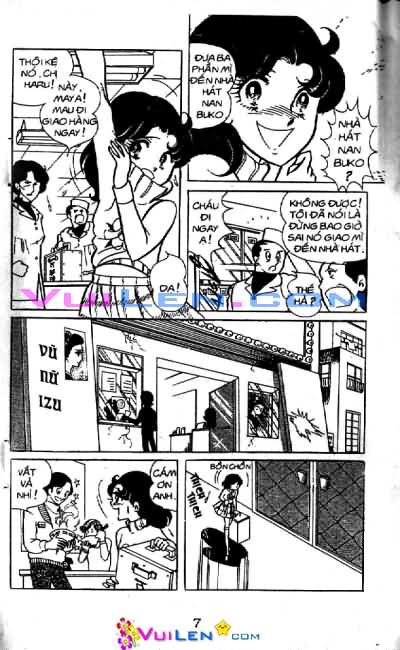 THÔI KỆ
NÓ, CHỊ
HARU!
NÀY,
MAYA!
MAU ĐI
GIAO HÀNG
NGAY!
ĐƯA BA
PHẦN MÌ
ĐẾN NHÀ
HÁT
NAN
BUKO
NHÀ
HÁT
NAN
BUKO
?
CHÁU
ĐI
NGAY
Ạ!
KHÔNG ĐƯỢC!
TÔI ĐÃ NÓI LÀ
ĐỪNG BAO GIỜ
SAI NÓ GIAO MÌ
ĐẾN NHÀ HÁT.
THẾ
HẢ?
DẠ!
VUILEN.COM
VŨ
NỮ
IZU
VẤT
VẢ
NHỈ!
CÁM
ƠN
ANH.
BỒN CHỒN
7
VUILEN.COM